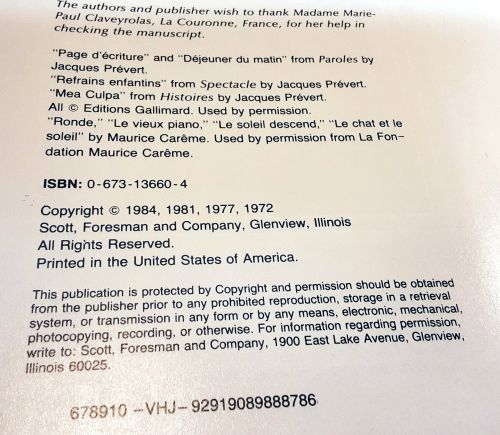 The authors and publisher wish to thank Madame Marie-
Paul Claveyrolas, La Couronne, France, for her help in
checking the manuscript.
"Page d'écriture" and "Déjeuner du matin" from Paroles by
Jacques Prévert.
"Refrains enfantins" from Spectacle by Jacques Prévert.
"Mea Culpa" from Histoires by Jacques Prévert.
All © Editions Gallimard. Used by permission.
"Ronde," "Le vieux piano," "Le soleil descend," "Le chat et le
soleil" by Maurice Carême. Used by permission from La Fon-
dation Maurice Carême.
ISBN: 0-673-13660-4
Copyright © 1984, 1981, 1977, 1972
Scott, Foresman and Company, Glenview, Illinois
All Rights Reserved.
Printed in the United States of America.
This publication is protected by Copyright and permission should be obtained
from the publisher prior to any prohibited reproduction, storage in a retrieval
system, or transmission in any form or by any means, electronic, mechanical,
photocopying, recording, or otherwise. For information regarding permission,
write to: Scott, Foresman and Company, 1900 East Lake Avenue, Glenview,
Illinois 60025.
678910 -VHJ- 92919089888786